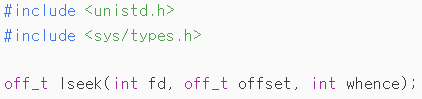 #include <unistd.h>
#include <sys/types.h>
off_t lseek(int fd, off_t offset, int whence);